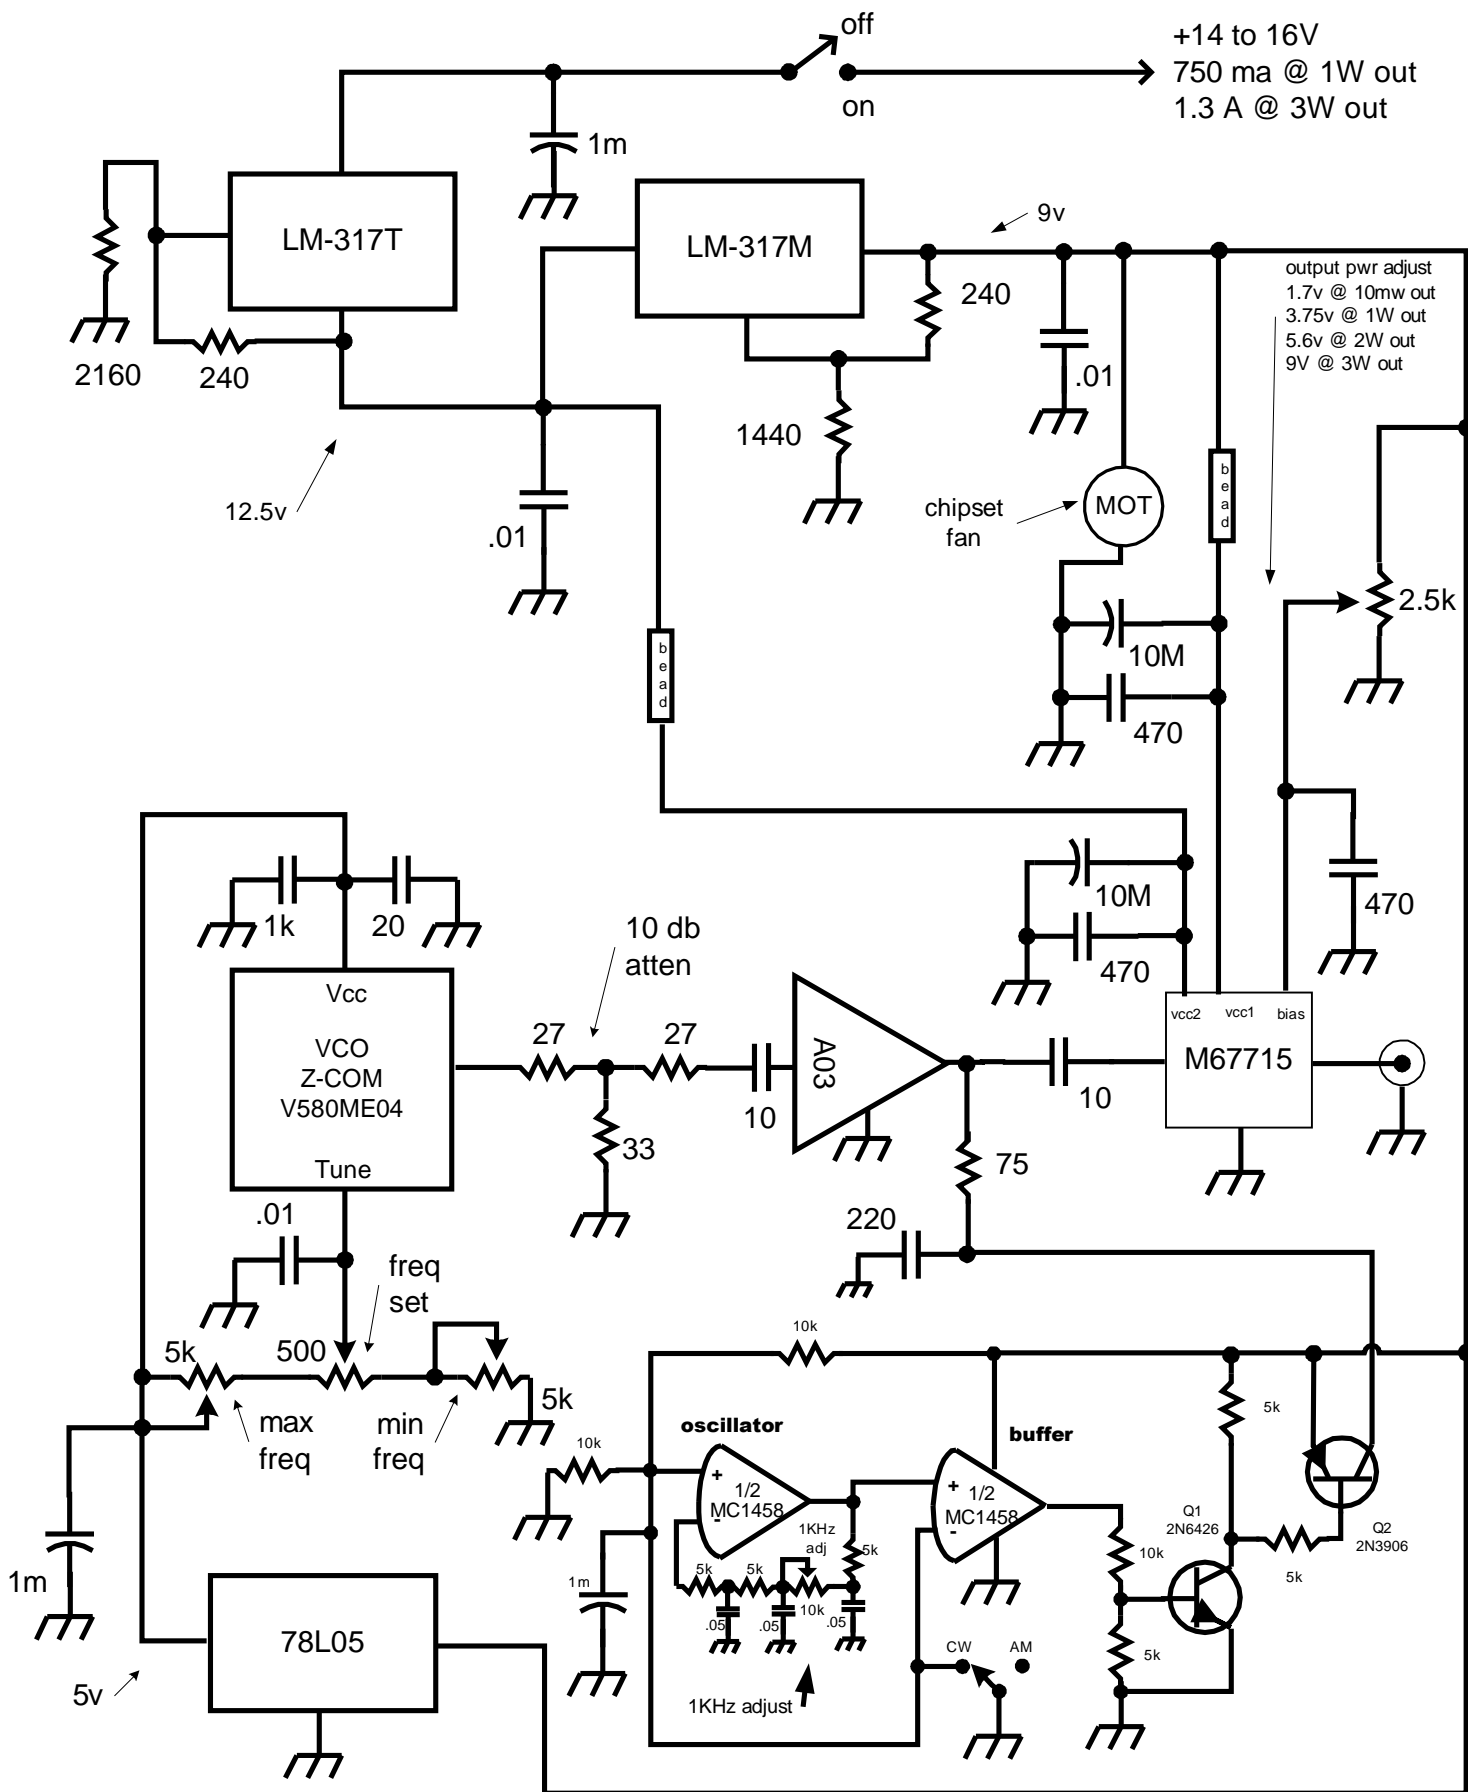 off
on
+14 to 16V
750 ma @ 1W out
1.3 A @ 3W out
1m
LM-317T
LM-317M
9v
output pwr adjust
1.7v @ 10mw out
3.75v @ 1W out
5.6v @ 2W out
9V @ 3W out
240
.01
2160
240
1440
12.5v
.01
chipset
fan
MOT
bead
2.5k
10M
470
bead
1k
20
10 db
atten
10M
470
470
Vcc
VCO
Z-COM
V580ME04
Tune
27
27
33
10
A03
10
vcc2
vcc1
bias
M67715
75
220
.01
freq
set
5k
500
5k
max
freq
min
freq
10k
oscillator
buffer
10k
+
-
1/2
MC1458
+
-
1/2
MC1458
1KHz
adj
5k
5k
5k
10k
.05
.05
.05
1m
1m
5k
Q1
2N6426
Q2
2N3906
5k
10k
5k
78L05
5v
1KHz adjust
CW
AM